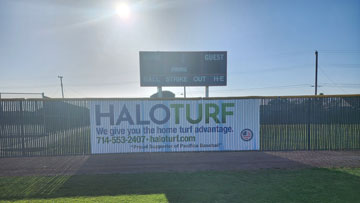 GUEST
BALL STRIKE OUT H-E
HALOTURF
We give you the home turf advantage.
714-553-2407 • haloturf.com